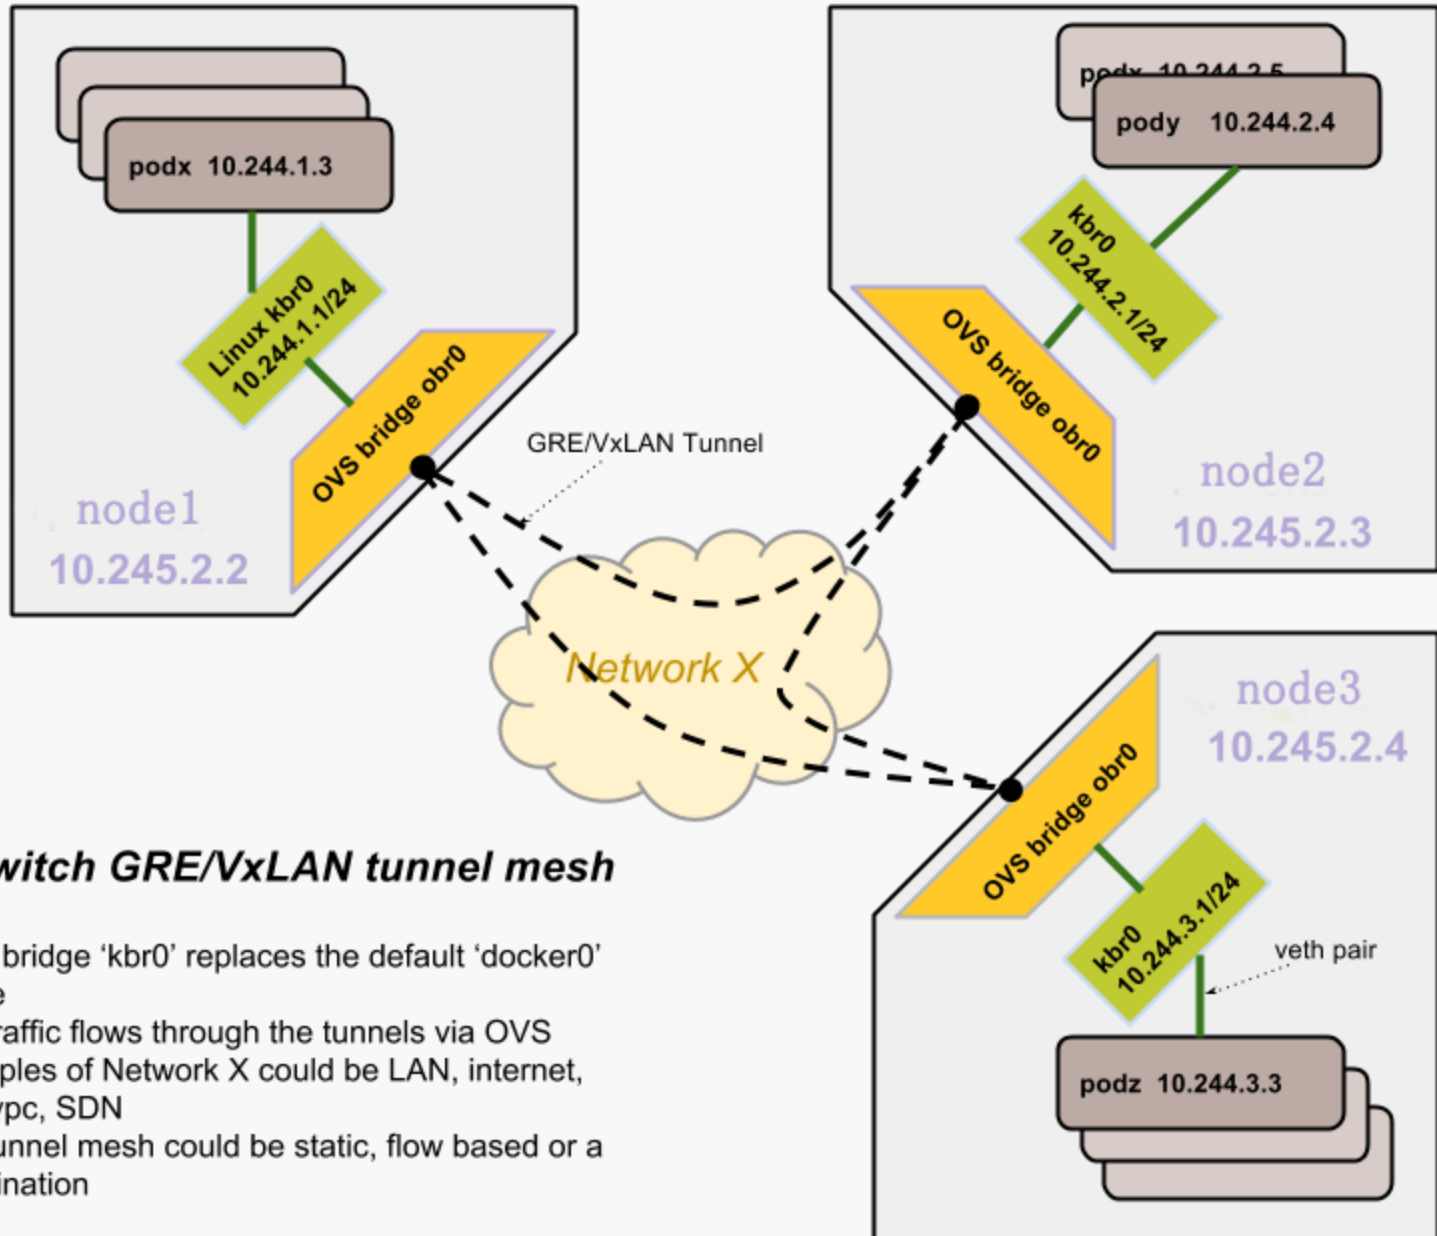 podx 10.244.1.3
Linux kbr0
10.244.1.1/24
OVS bridge obr0
node1
10.245.2.2
GRE/VxLAN Tunnel
podx 10.244.2.5
pody 10.244.2.4
kbr0
10.244.2.1/24
OVS bridge obr0
node2
10.245.2.3
Network X
node3
10.245.2.4
OVS bridge obr0
kbr0
10.244.3.1/24
veth pair
podz 10.244.3.3
witch GRE/VxLAN tunnel mesh
bridge ‘kbr0’ replaces the default ‘docker0’
e
raffic flows through the tunnels via OVS
ples of Network X could be LAN, internet,
vpc, SDN
unnel mesh could be static, flow based or a
ination